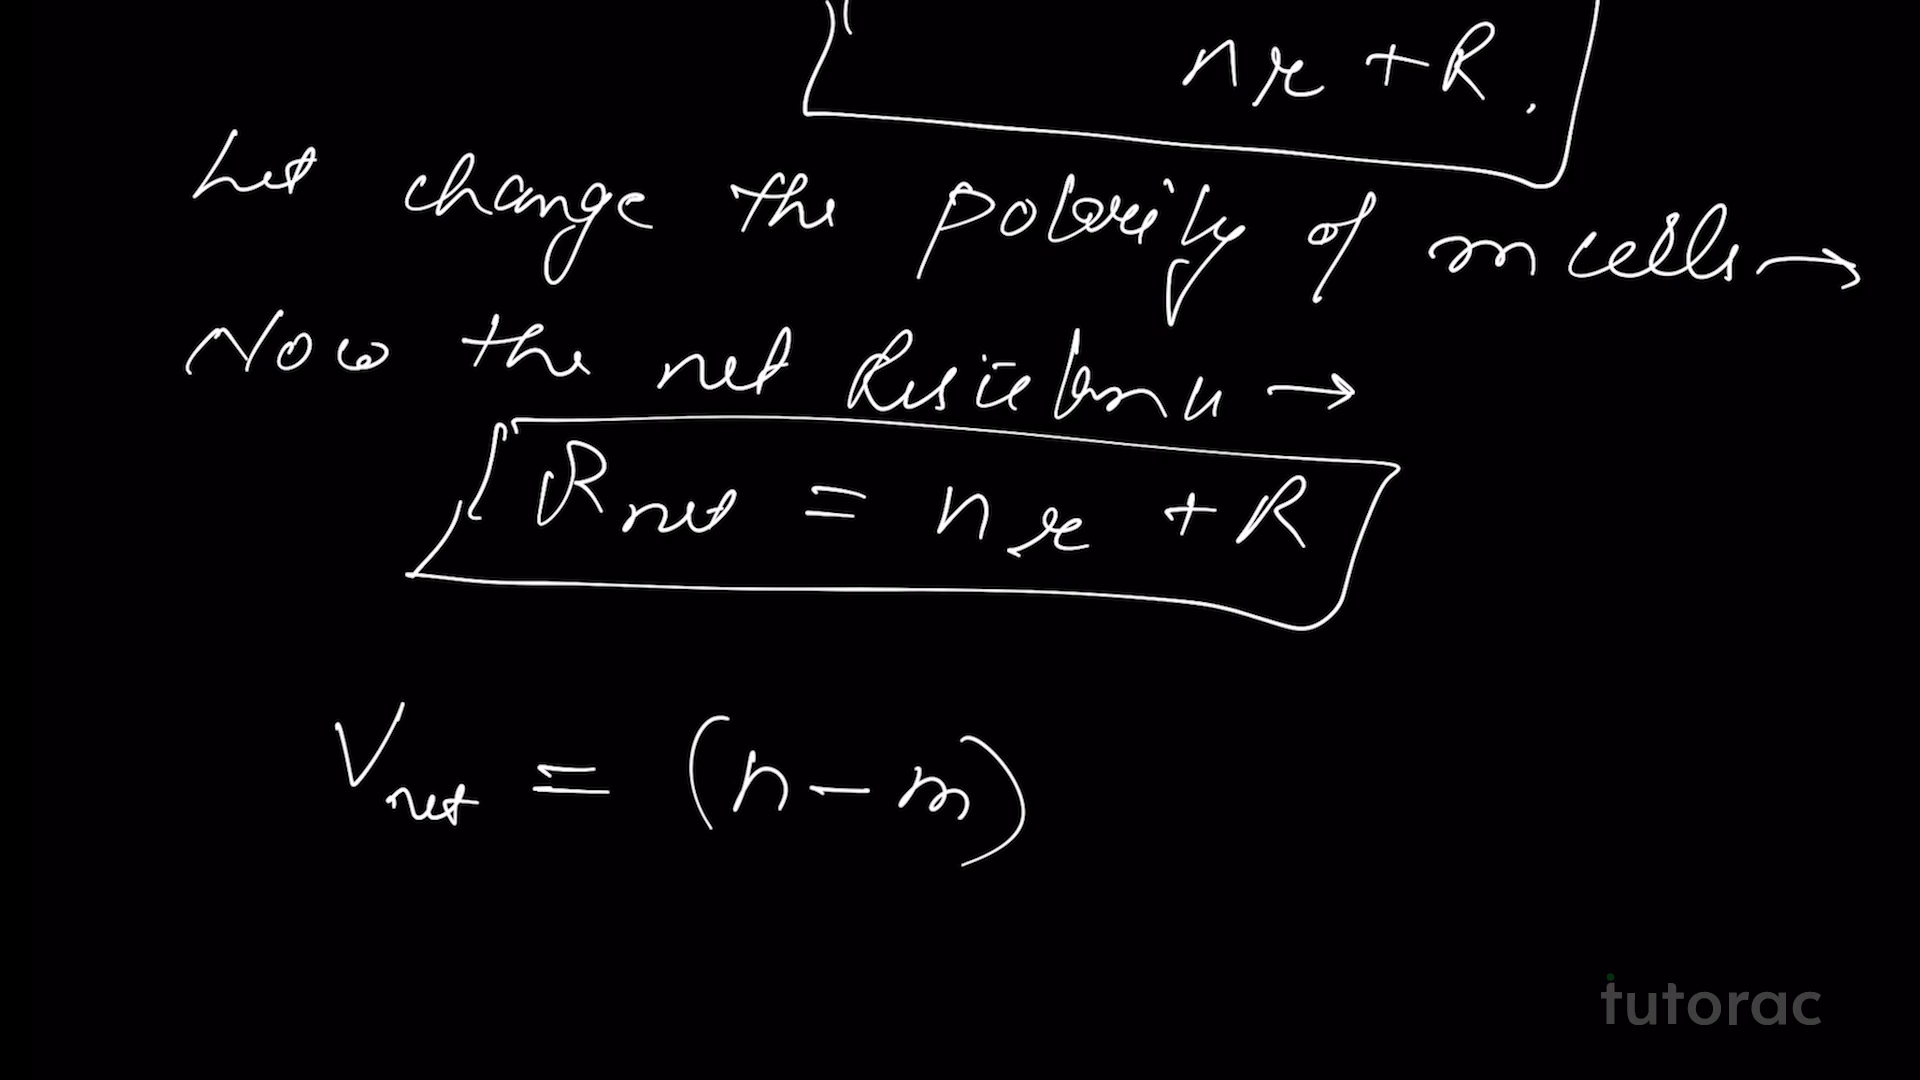 nr + R.
Let change the polarity of m cells →
Now the net Resistance →
Rnet = nr + R
Vnet = (n - m)
tutorac